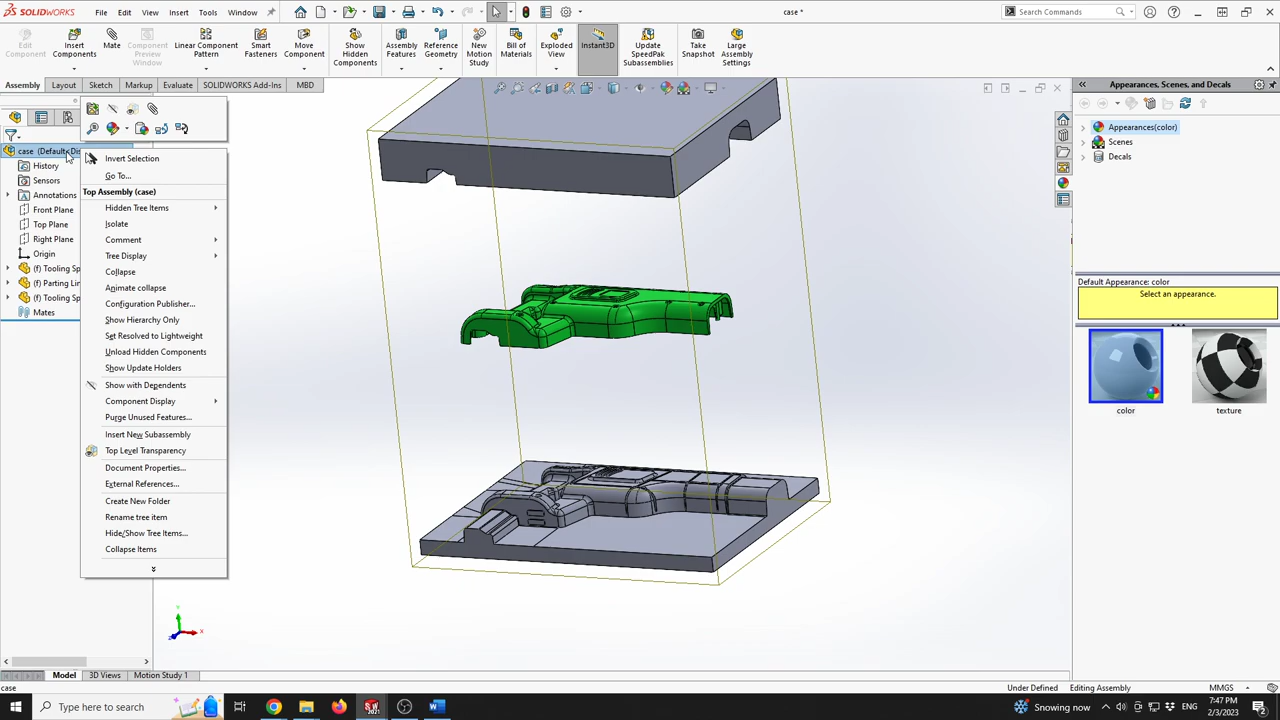 SOLIDWORKS
File
Edit
View
Insert
Tools
Window
case *
Search Commands
Edit
Component
Insert
Components
Mate
Component
Preview
Window
Linear Component
Pattern
Smart
Fasteners
Move
Component
Show
Hidden
Components
Assembly
Features
Reference
Geometry
New
Motion
Study
Bill of
Materials
Exploded
View
Instant3D
Update
SpeedPak
Subassemblies
Take
Snapshot
Large
Assembly
Settings
Assembly
Layout
Sketch
Markup
Evaluate
SOLIDWORKS Add-Ins
MBD
Appearances, Scenes, and Decals
Appearances(color)
Scenes
Decals
case (Default<Dis
History
Sensors
Annotations
Front Plane
Top Plane
Right Plane
Origin
(f) Tooling Sp
(f) Parting Lin
(f) Tooling Sp
Mates
Invert Selection
Go To...
Top Assembly (case)
Hidden Tree Items
Isolate
Comment
Tree Display
Collapse
Animate collapse
Configuration Publisher...
Show Hierarchy Only
Set Resolved to Lightweight
Unload Hidden Components
Show Update Holders
Show with Dependents
Component Display
Purge Unused Features...
Insert New Subassembly
Top Level Transparency
Document Properties...
External References...
Create New Folder
Rename tree item
Hide/Show Tree Items...
Collapse Items
Default Appearance: color
Select an appearance.
color
texture
Y
X
Z
Model
3D Views
Motion Study 1
case
Under Defined
Editing Assembly
MMGS
Type here to search
SW
2021
W
Snowing now
7:47 PM
2/3/2023
2